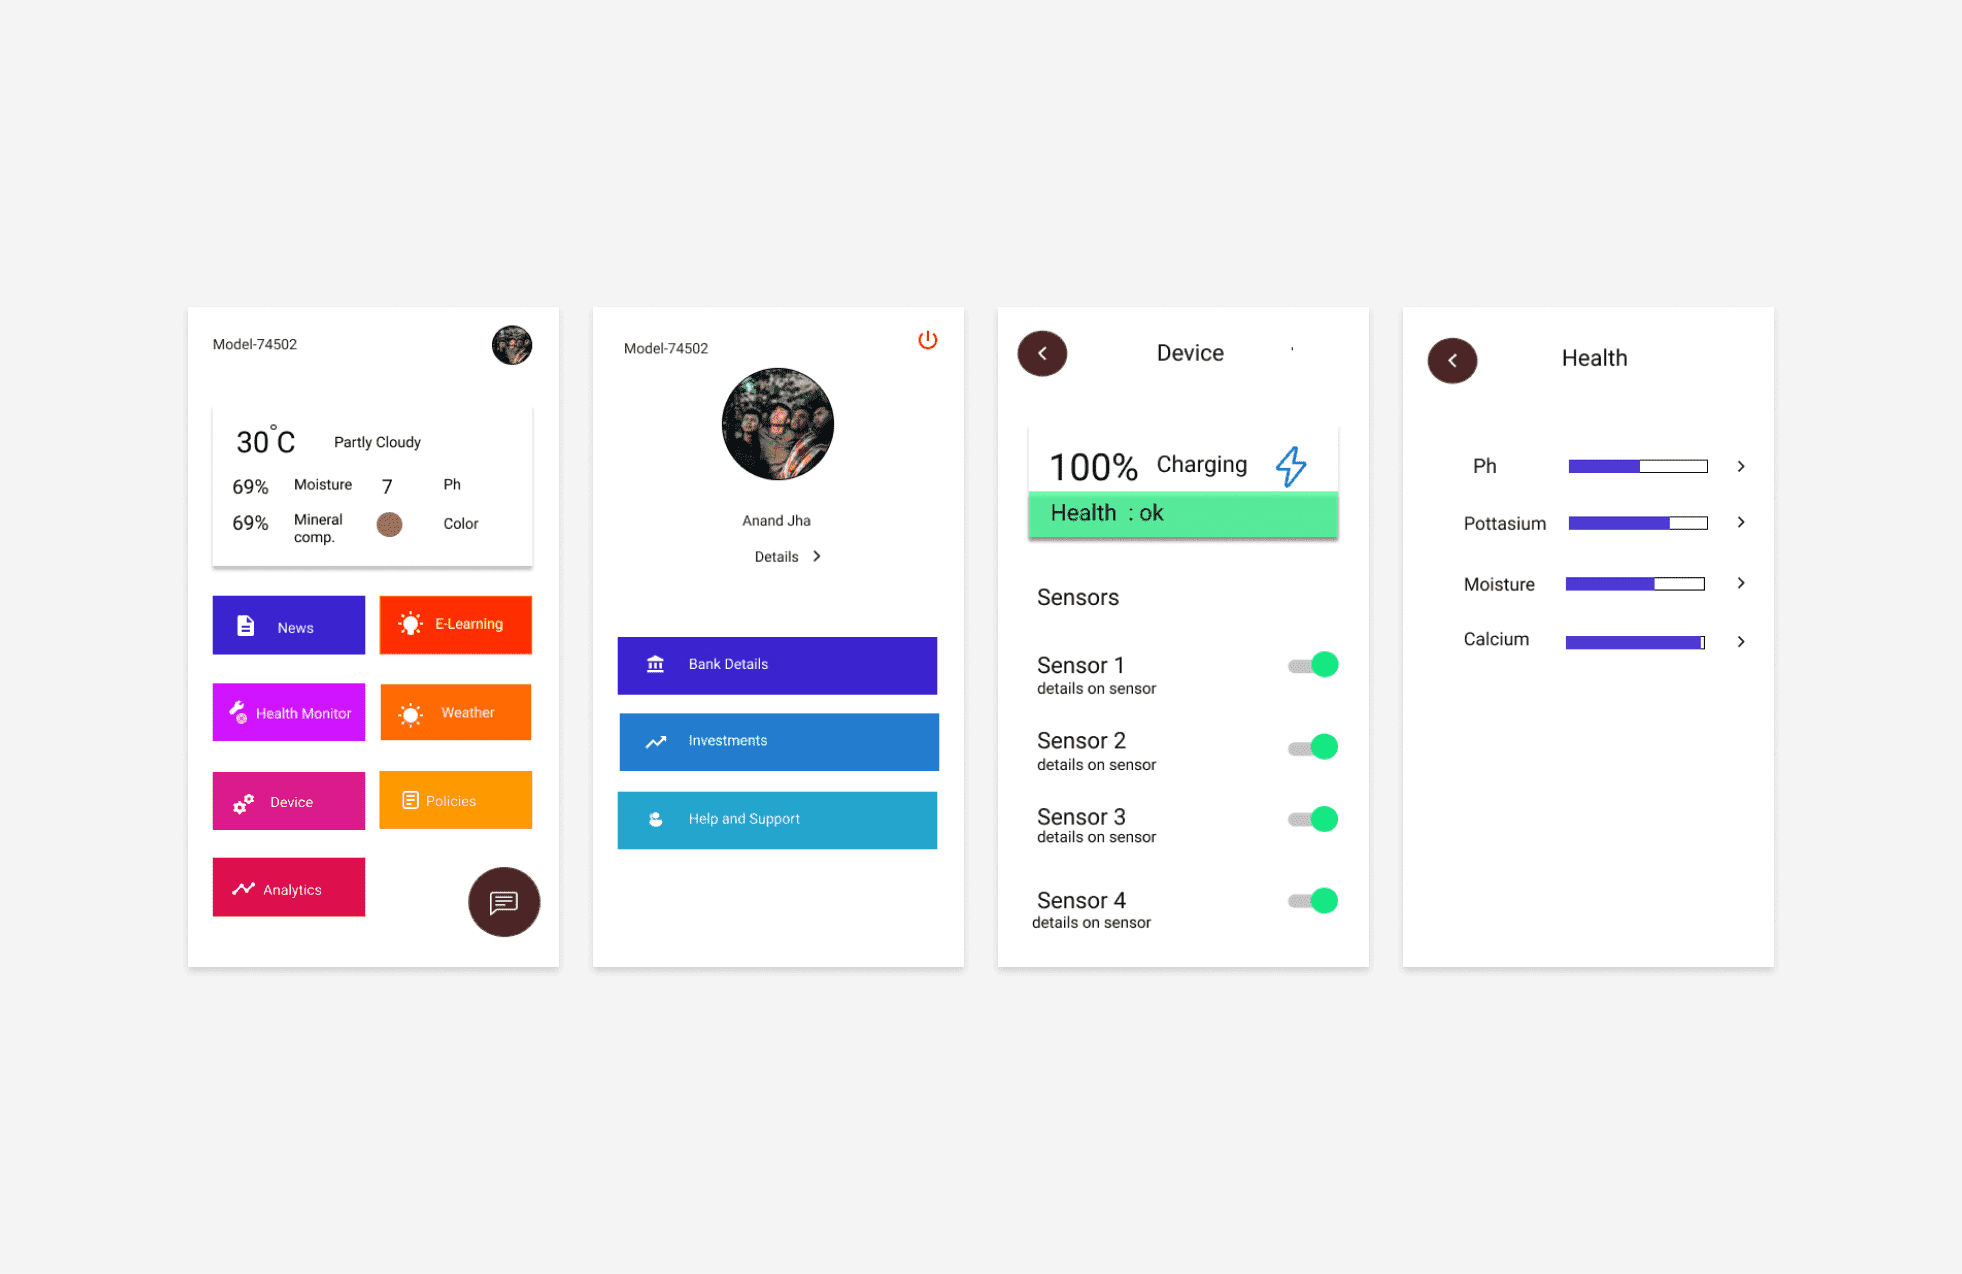 Model-74502
30°C Partly Cloudy
69% Moisture 7 Ph
69% Mineral comp. Color
News
E-Learning
Health Monitor
Weather
Device
Policies
Analytics
Model-74502
Anand Jha
Details
Bank Details
Investments
Help and Support
Device
100% Charging
Health : ok
Sensors
Sensor 1
details on sensor
Sensor 2
details on sensor
Sensor 3
details on sensor
Sensor 4
details on sensor
Health
Ph
Pottasium
Moisture
Calcium